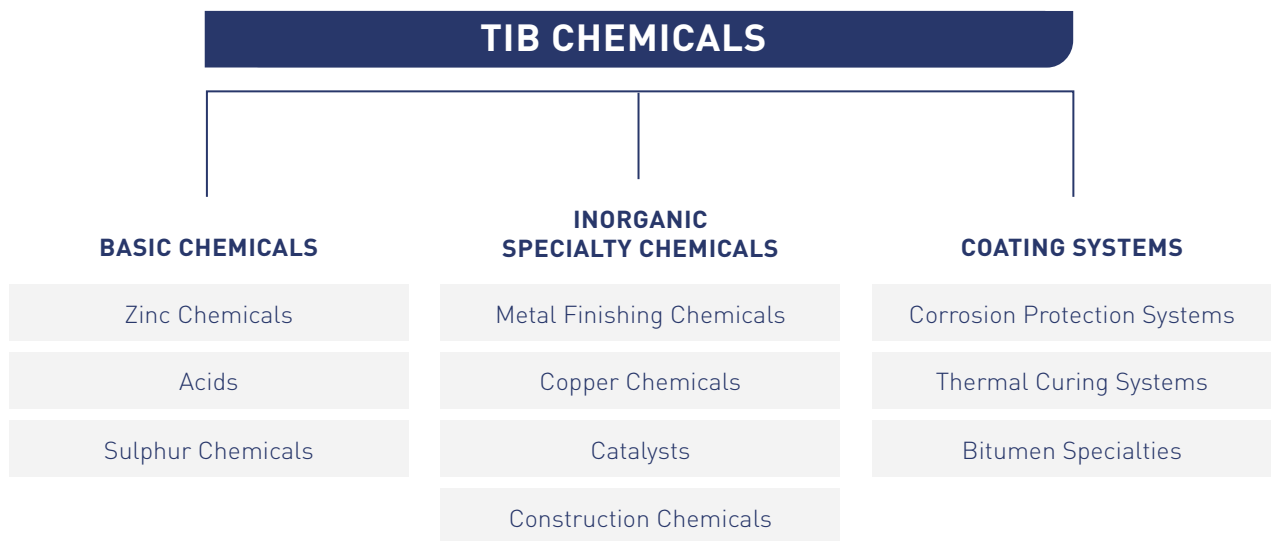 TIB CHEMICALS
BASIC CHEMICALS
Zinc Chemicals
Acids
Sulphur Chemicals
INORGANIC
SPECIALTY CHEMICALS
Metal Finishing Chemicals
Copper Chemicals
Catalysts
Construction Chemicals
COATING SYSTEMS
Corrosion Protection Systems
Thermal Curing Systems
Bitumen Specialties